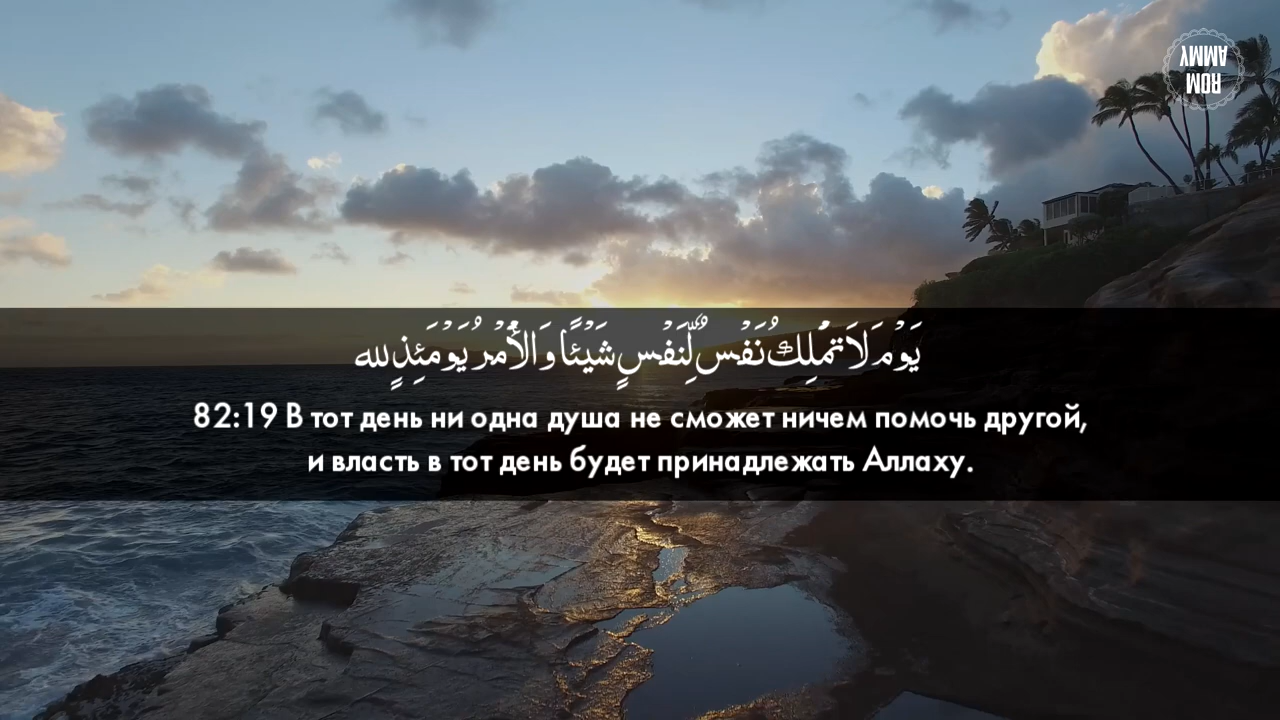 يَوْمَ لَا تَمْلِكُ نَفْسٌ لِّنَفْسٍ شَيْئًا وَالْأَمْرُ يَوْمَئِذٍ لله
82:19 В тот день ни одна душа не сможет ничем помочь другой,
и власть в тот день будет принадлежать Аллаху.
ROM
AMMY